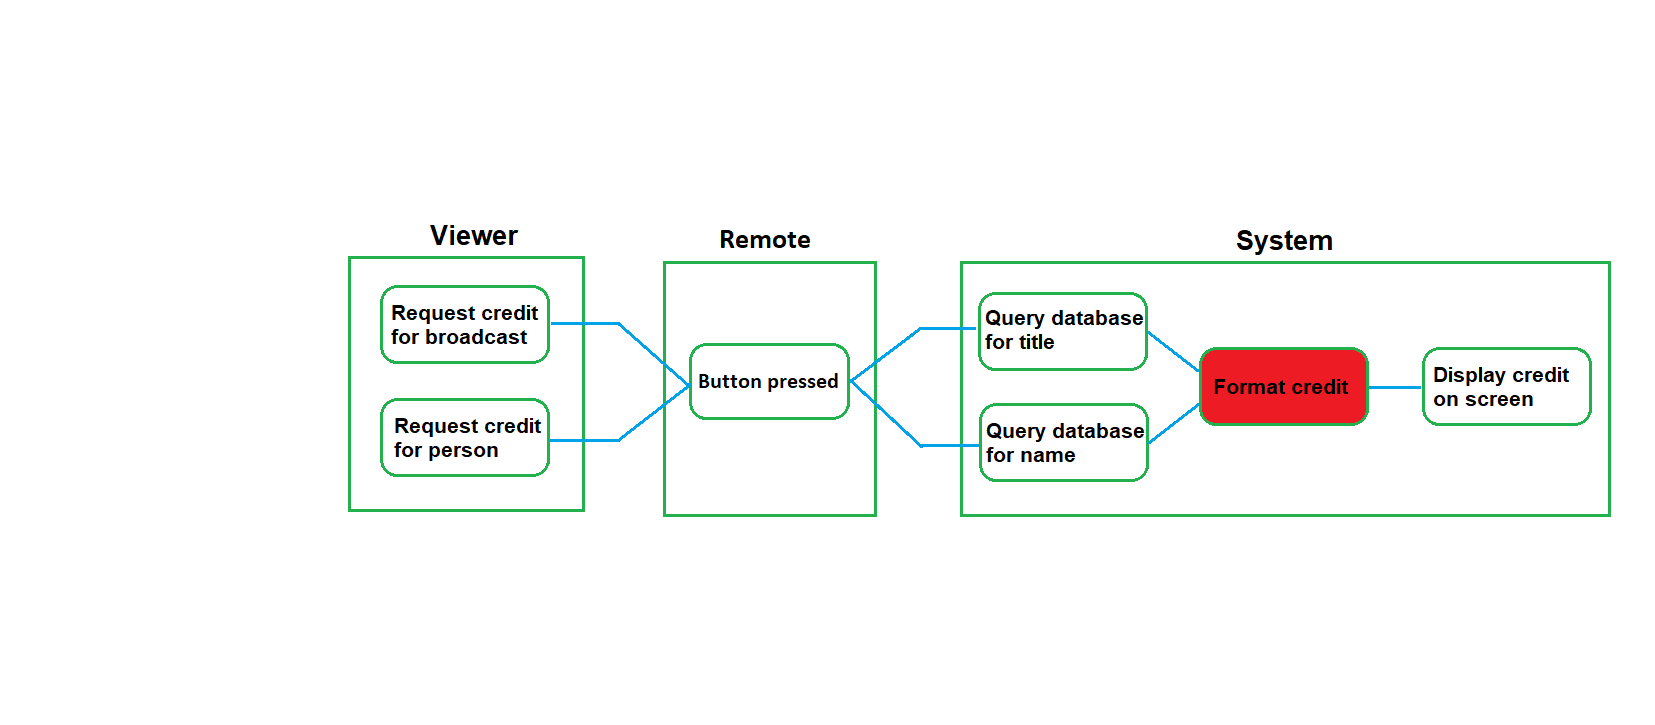 Viewer
Request credit
for broadcast
Request credit
for person
Remote
Button pressed
System
Query database
for title
Query database
for name
Format credit
Display credit
on screen